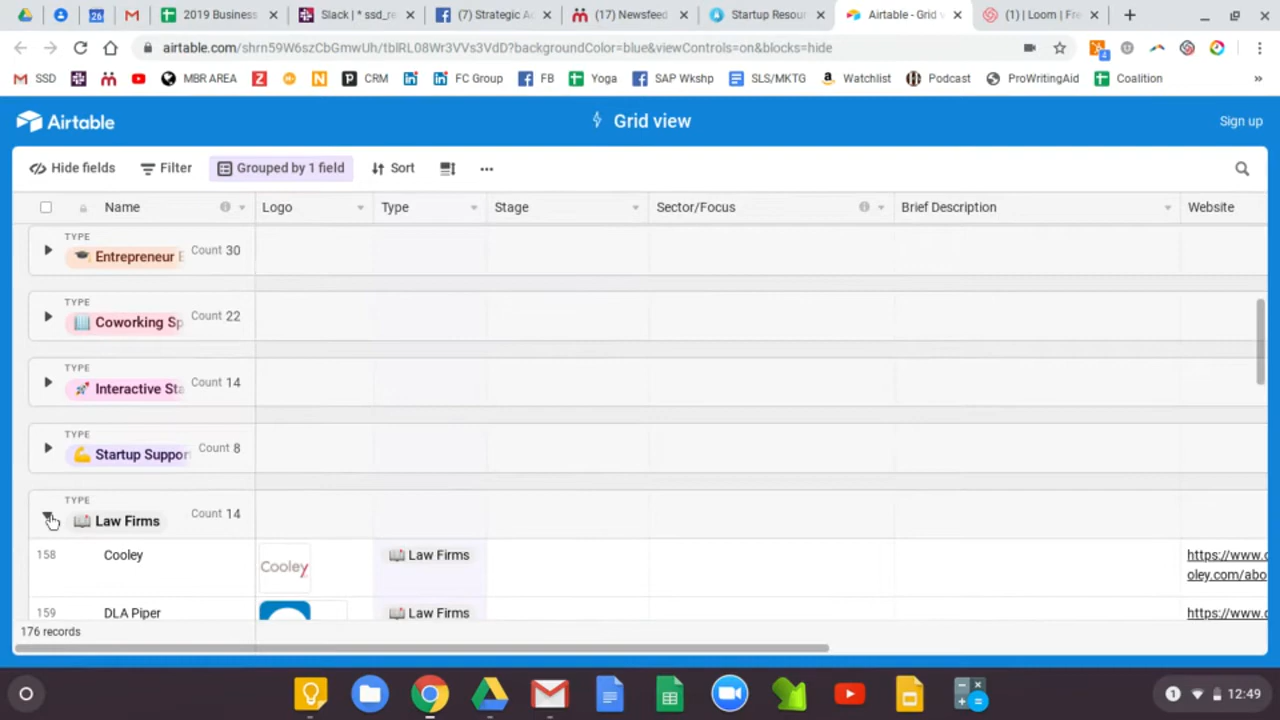 2019 Business
Slack | * ssd_re
(7) Strategic A
(17) Newsfeed
Startup Resour
Airtable - Grid v
(1) | Loom | Fre
airtable.com/shrn59W6szCbGmwUh/tblRL08Wr3VVs3VdD?backgroundColor=blue&viewControls=on&blocks=hide
SSD
MBR AREA
CRM
FC Group
FB
Yoga
SAP Wkshp
SLS/MKTG
Watchlist
Podcast
ProWritingAid
Coalition
Airtable
Grid view
Sign up
Hide fields
Filter
Grouped by 1 field
Sort
Name
Logo
Type
Stage
Sector/Focus
Brief Description
Website
TYPE
Entrepreneur E
Count 30
TYPE
Coworking Sp
Count 22
TYPE
Interactive Sta
Count 14
TYPE
Startup Suppor
Count 8
TYPE
Law Firms
Count 14
158
Cooley
Cooley
Law Firms
https://www.c
oley.com/abo
159
DLA Piper
Law Firms
https://www.c
176 records
1
12:49